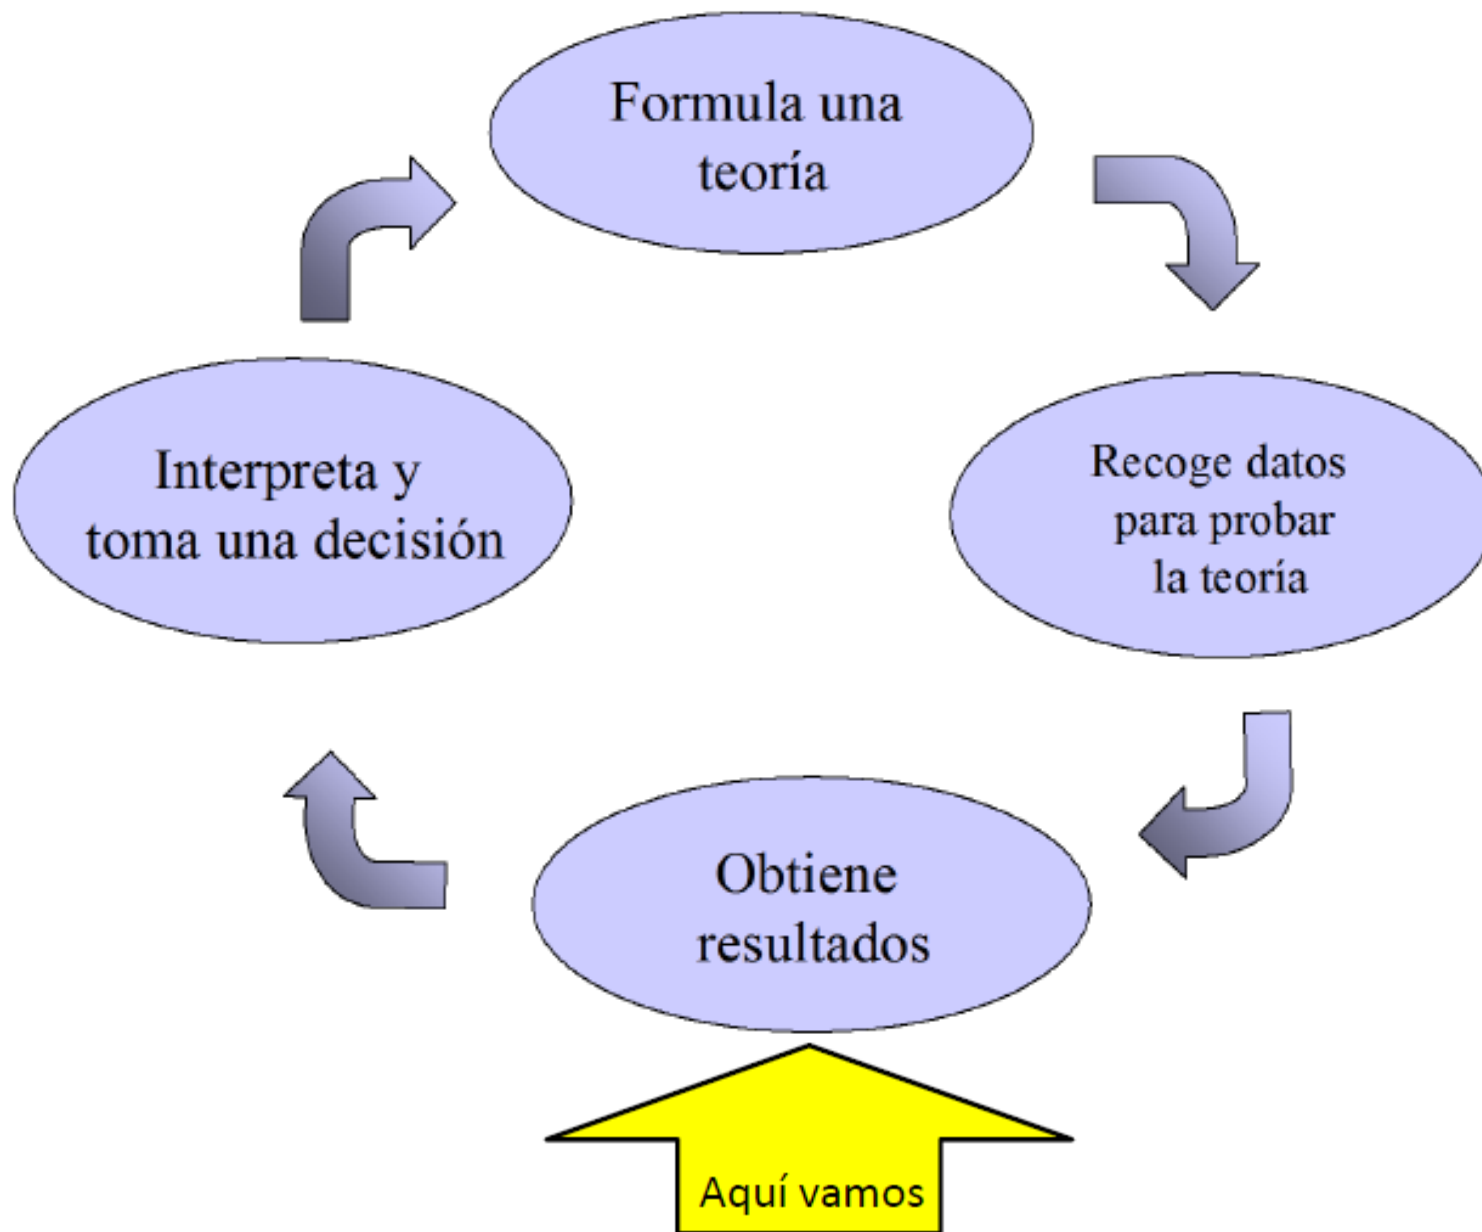 Formula una
teoría
Recoge datos
para probar
la teoría
Obtiene
resultados
Interpreta y
toma una decisión
Aquí vamos